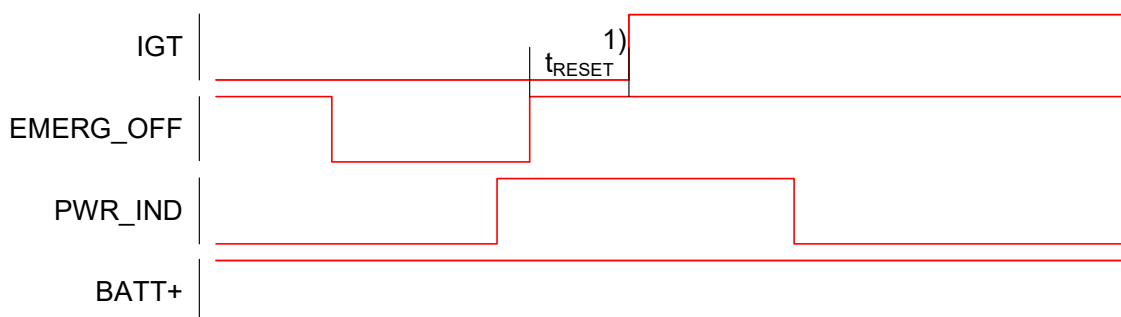 1)
IGT
tRESET
EMERG_OFF
PWR_IND
BATT+